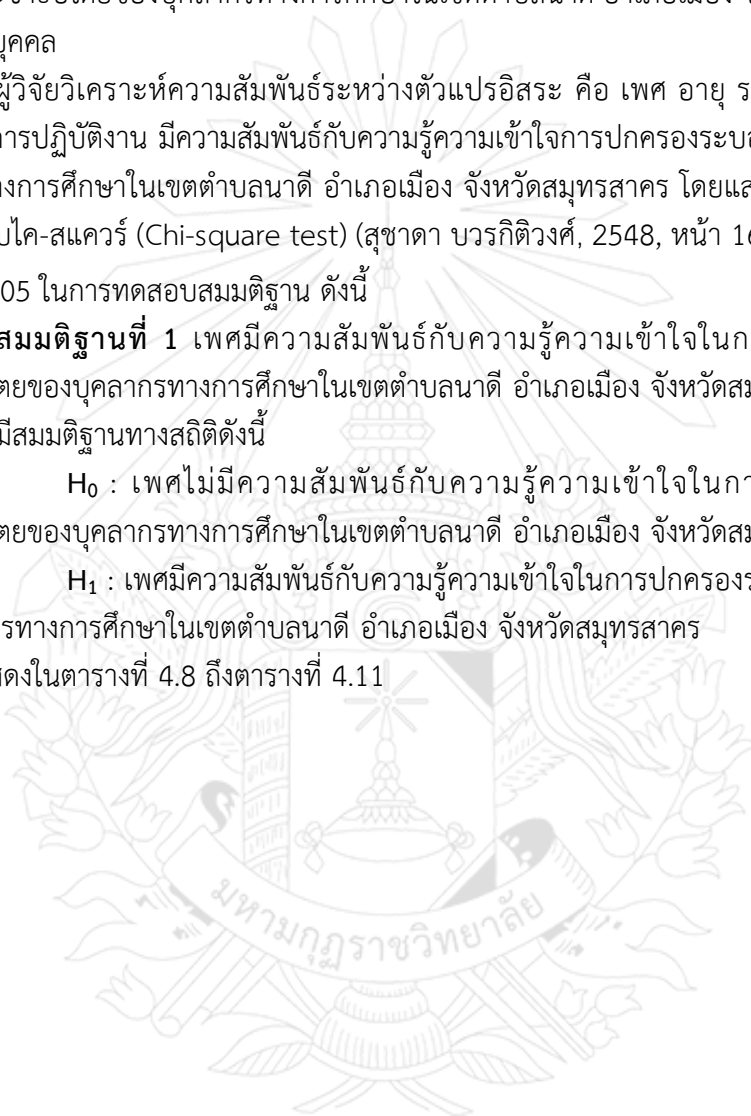 บุคคล
ผู้วิจัยวิเคราะห์ความสัมพันธ์ระหว่างตัวแปรอิสระ คือ เพศ อายุ ร
การปฏิบัติงาน มีความสัมพันธ์กับความรู้ความเข้าใจการปกครองระบ
างการศึกษาในเขตตำบลนาดี อำเภอเมือง จังหวัดสมุทรสาคร โดยแส
บไค-สแควร์ (Chi-square test) (สุชาดา บวรกิติวงศ์, 2548, หน้า 16
05 ในการทดสอบสมมติฐาน ดังนี้
สมมติฐานที่ 1 เพศมีความสัมพันธ์กับความรู้ความเข้าใจในก
ตยของบุคลากรทางการศึกษาในเขตตำบลนาดี อำเภอเมือง จังหวัดสม
มีสมมติฐานทางสถิติดังนี้
H₀ : เพศไม่มีความสัมพันธ์กับความรู้ความเข้าใจในกา
ตยของบุคลากรทางการศึกษาในเขตตำบลนาดี อำเภอเมือง จังหวัดสม
H₁ : เพศมีความสัมพันธ์กับความรู้ความเข้าใจในการปกครองร
รทางการศึกษาในเขตตำบลนาดี อำเภอเมือง จังหวัดสมุทรสาคร
สดงในตารางที่ 4.8 ถึงตารางที่ 4.11
มหามกุฏราชวิทยาลัย